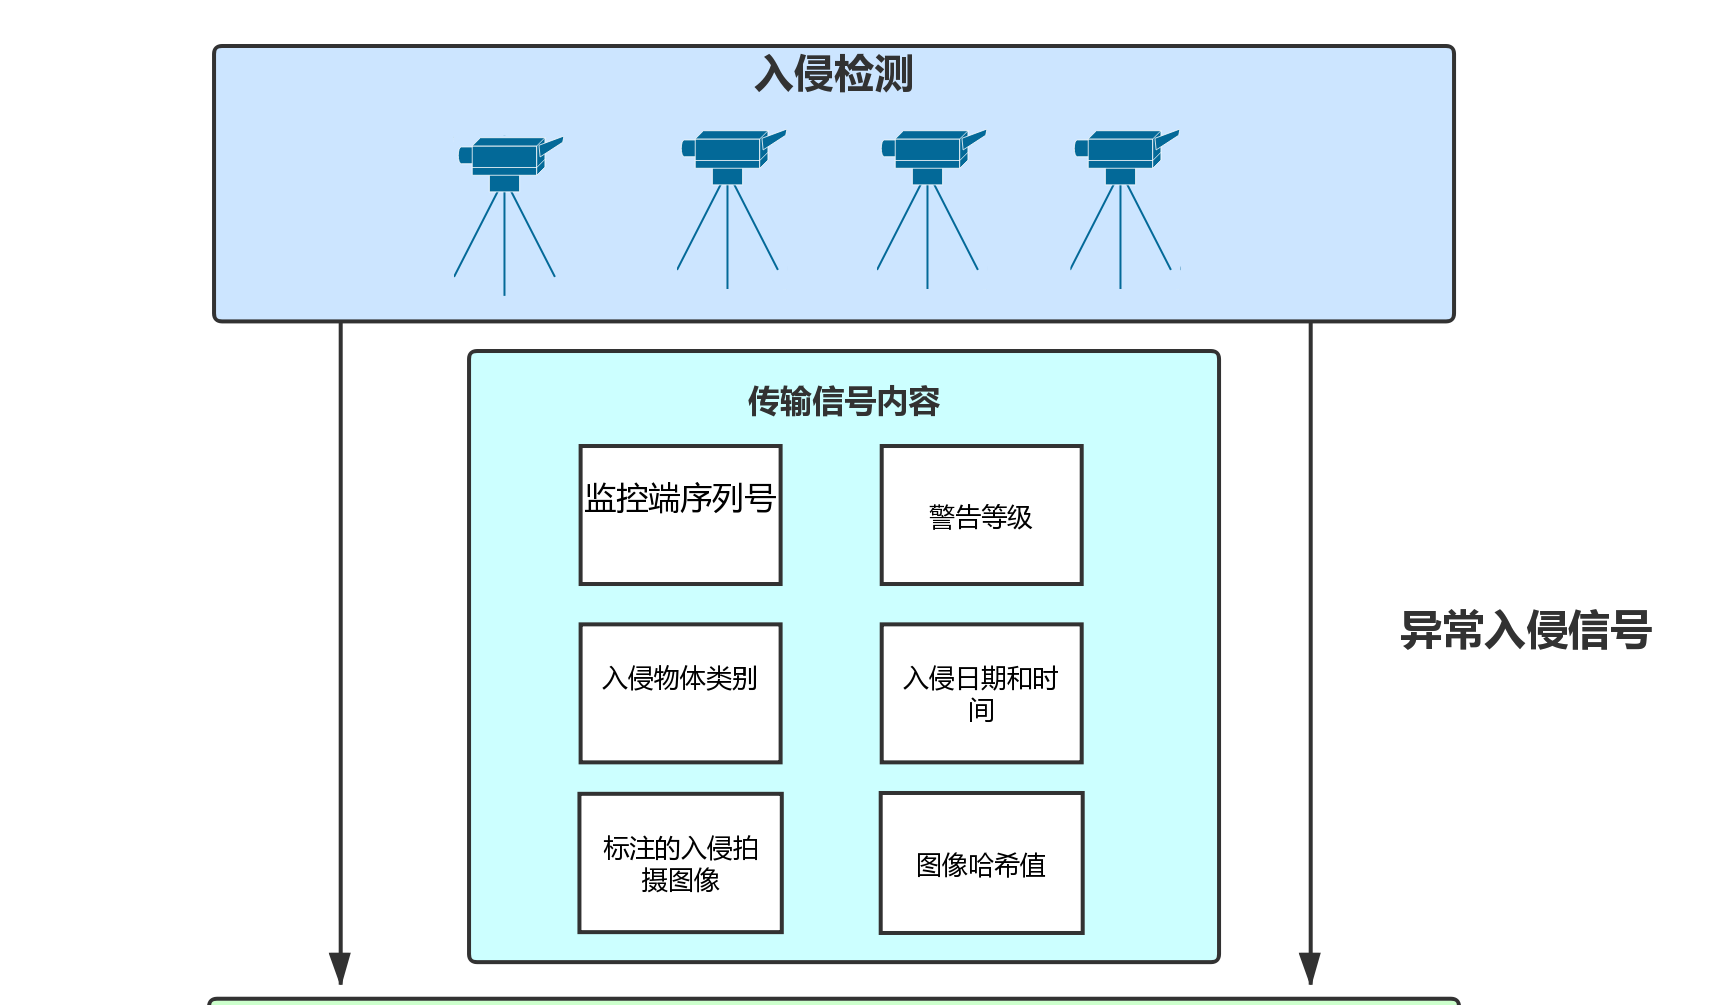 入侵检测
传输信号内容
监控端序列号
警告等级
异常入侵信号
入侵物体类别
入侵日期和时
间
标注的入侵拍
摄图像
图像哈希值